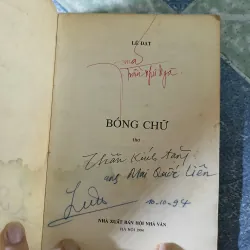 LÊ ĐẠT
BÓNG CHỮ
THƠ
Thân Kính tặng
ông Mai Quốc Liên
10-10-94
NHÀ XUẤT BẢN HỘI NHÀ VĂN
HÀ NỘI 1994